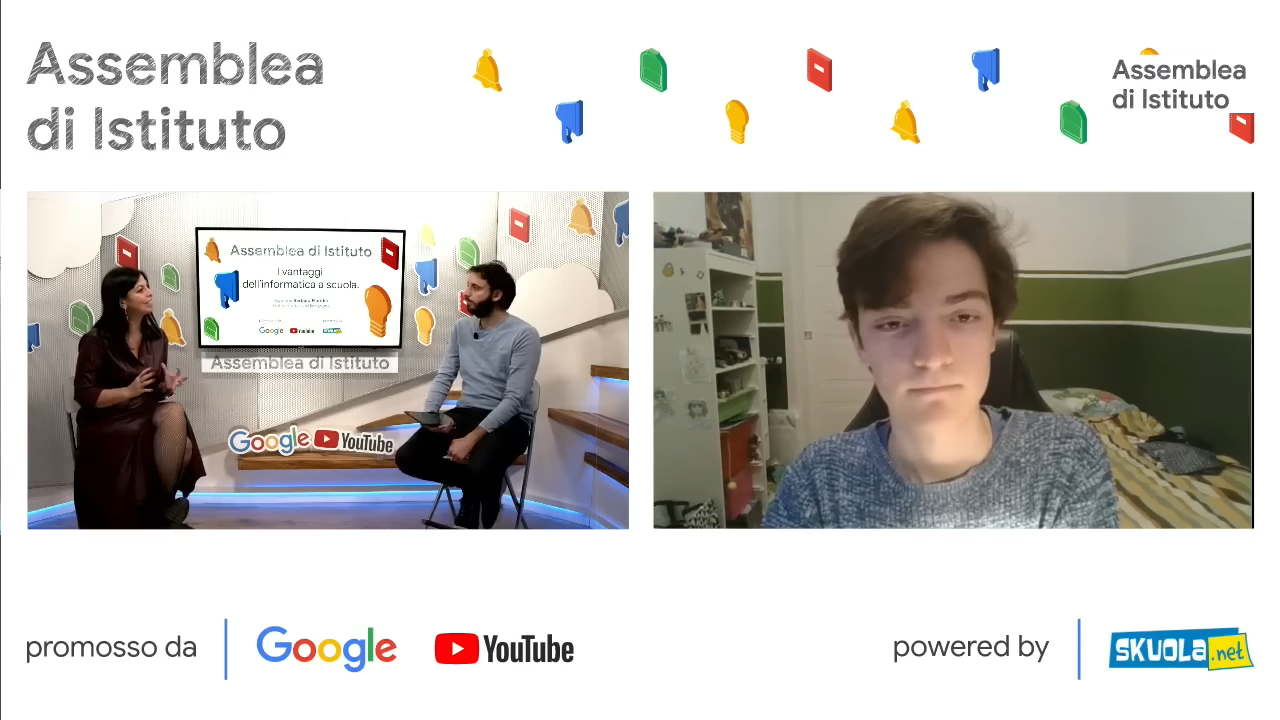 Assemblea
di Istituto
Assemblea
di Istituto
Assemblea di Istituto
I vantaggi
dell'informatica a scuola.
Google YouTube
Assemblea di Istituto
Google YouTube
promosso da
Google
YouTube
powered by
SKUOLa.net